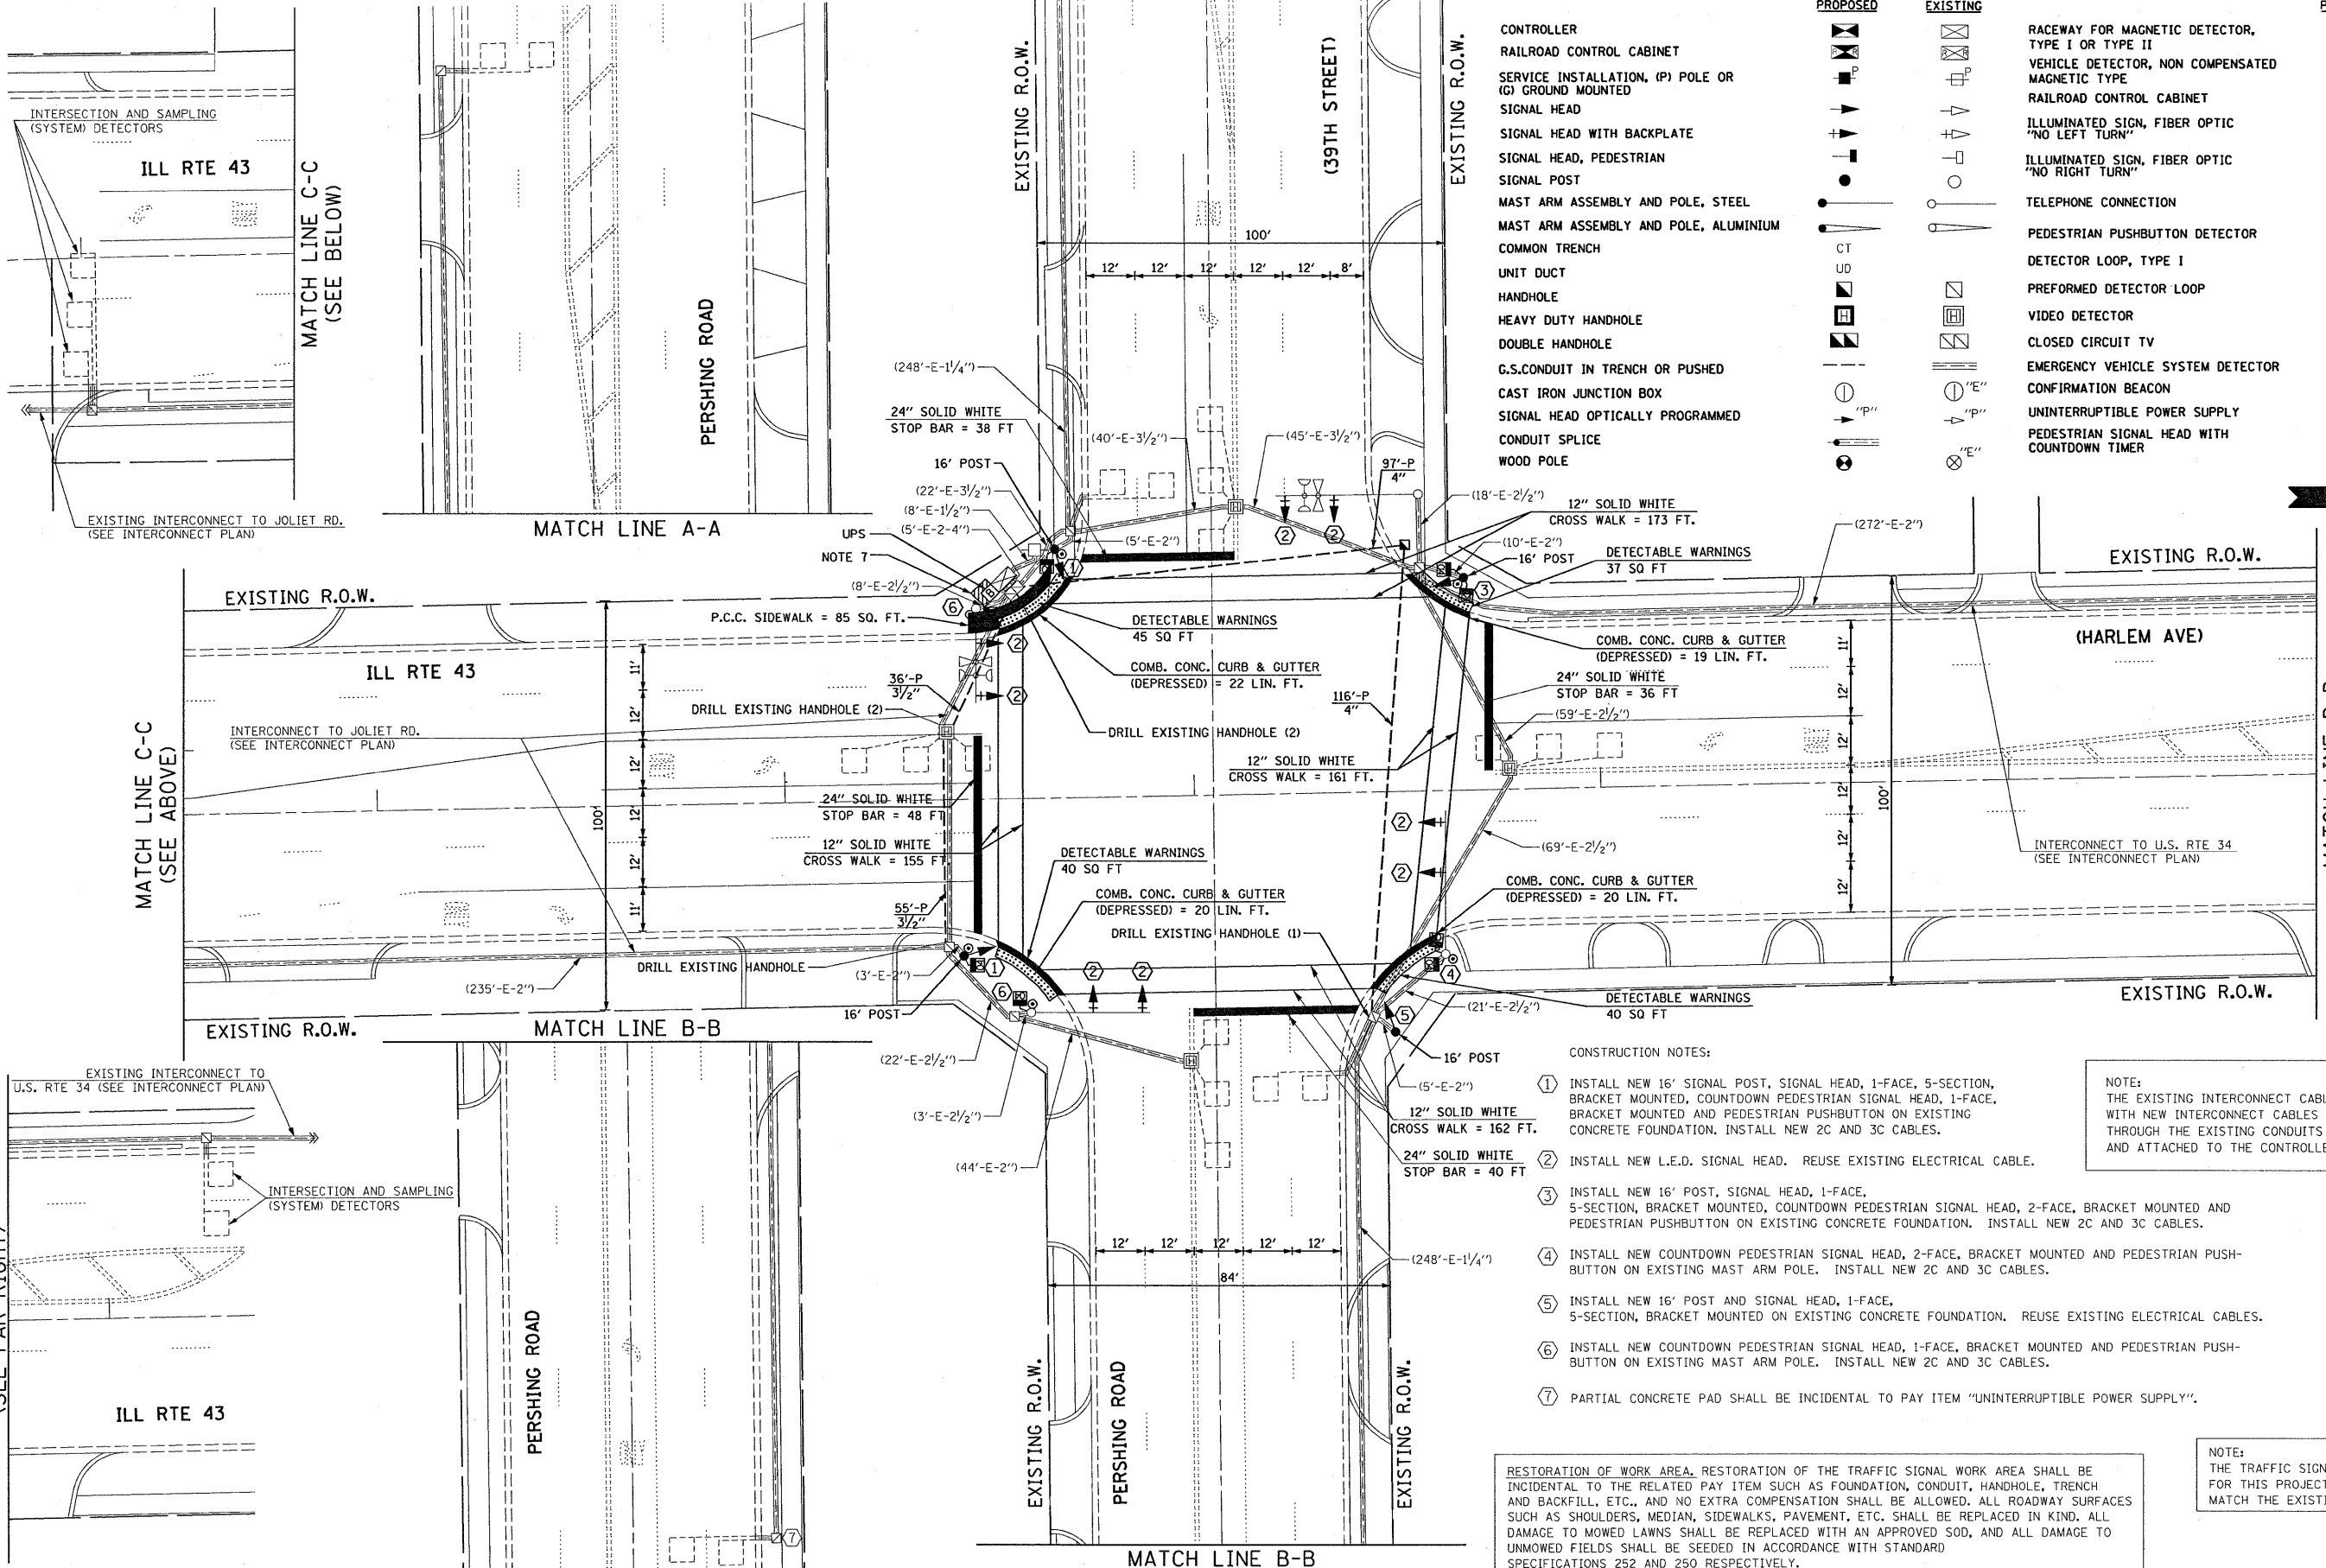 PROPOSED
EXISTING
CONTROLLER
RAILROAD CONTROL CABINET
SERVICE INSTALLATION, (P) POLE OR
(G) GROUND MOUNTED
P
P
SIGNAL HEAD
SIGNAL HEAD WITH BACKPLATE
SIGNAL HEAD, PEDESTRIAN
SIGNAL POST
MAST ARM ASSEMBLY AND POLE, STEEL
MAST ARM ASSEMBLY AND POLE, ALUMINIUM
COMMON TRENCH
CT
UNIT DUCT
UD
HANDHOLE
HEAVY DUTY HANDHOLE
H
H
DOUBLE HANDHOLE
G.S.CONDUIT IN TRENCH OR PUSHED
CAST IRON JUNCTION BOX
"E"
SIGNAL HEAD OPTICALLY PROGRAMMED
"P"
"P"
CONDUIT SPLICE
WOOD POLE
"E"
RACEWAY FOR MAGNETIC DETECTOR,
TYPE I OR TYPE II
VEHICLE DETECTOR, NON COMPENSATED
MAGNETIC TYPE
RAILROAD CONTROL CABINET
ILLUMINATED SIGN, FIBER OPTIC
"NO LEFT TURN"
ILLUMINATED SIGN, FIBER OPTIC
"NO RIGHT TURN"
TELEPHONE CONNECTION
PEDESTRIAN PUSHBUTTON DETECTOR
DETECTOR LOOP, TYPE I
PREFORMED DETECTOR LOOP
VIDEO DETECTOR
CLOSED CIRCUIT TV
EMERGENCY VEHICLE SYSTEM DETECTOR
CONFIRMATION BEACON
UNINTERRUPTIBLE POWER SUPPLY
PEDESTRIAN SIGNAL HEAD WITH
COUNTDOWN TIMER
INTERSECTION AND SAMPLING
(SYSTEM) DETECTORS
ILL RTE 43
MATCH LINE C-C
(SEE BELOW)
EXISTING INTERCONNECT TO JOLIET RD.
(SEE INTERCONNECT PLAN)
PERSHING ROAD
MATCH LINE A-A
EXISTING R.O.W.
(39TH STREET)
EXISTING R.O.W.
100'
12' 12' 12' 12' 12' 8'
(248'-E-1¼")
24" SOLID WHITE
STOP BAR = 38 FT
(40'-E-3½")
(45'-E-3½")
97'-P
4"
16' POST
(22'-E-3½")
(8'-E-1½")
(5'-E-2-4")
UPS
NOTE 7
(8'-E-2½")
(5'-E-2")
(18'-E-2½")
12" SOLID WHITE
CROSS WALK = 173 FT.
(10'-E-2")
16' POST
DETECTABLE WARNINGS
37 SQ FT
(272'-E-2")
EXISTING R.O.W.
EXISTING R.O.W.
P.C.C. SIDEWALK = 85 SQ. FT.
DETECTABLE WARNINGS
45 SQ FT
COMB. CONC. CURB & GUTTER
(DEPRESSED) = 22 LIN. FT.
COMB. CONC. CURB & GUTTER
(DEPRESSED) = 19 LIN. FT.
(HARLEM AVE)
24" SOLID WHITE
STOP BAR = 36 FT
ILL RTE 43
36'-P
3½"
DRILL EXISTING HANDHOLE (2)
116'-P
4"
(59'-E-2½")
INTERCONNECT TO JOLIET RD.
(SEE INTERCONNECT PLAN)
DRILL EXISTING HANDHOLE (2)
12" SOLID WHITE
CROSS WALK = 161 FT.
MATCH LINE C-C
(SEE ABOVE)
100'
11'
12'
12'
12'
12'
11'
24" SOLID WHITE
STOP BAR = 48 FT
12" SOLID WHITE
CROSS WALK = 155 FT
DETECTABLE WARNINGS
40 SQ FT
COMB. CONC. CURB & GUTTER
(DEPRESSED) = 20 LIN. FT.
DRILL EXISTING HANDHOLE (1)
11'
12'
12'
12'
12'
12'
100'
INTERCONNECT TO U.S. RTE 34
(SEE INTERCONNECT PLAN)
(69'-E-2½")
COMB. CONC. CURB & GUTTER
(DEPRESSED) = 20 LIN. FT.
55'-P
3½"
DRILL EXISTING HANDHOLE
(3'-E-2")
(235'-E-2")
16' POST
EXISTING R.O.W.
MATCH LINE B-B
(22'-E-2½")
(3'-E-2½")
(44'-E-2")
(21'-E-2½")
DETECTABLE WARNINGS
40 SQ FT
EXISTING R.O.W.
16' POST
(5'-E-2")
12" SOLID WHITE
CROSS WALK = 162 FT.
24" SOLID WHITE
STOP BAR = 40 FT
EXISTING INTERCONNECT TO
U.S. RTE 34 (SEE INTERCONNECT PLAN)
INTERSECTION AND SAMPLING
(SYSTEM) DETECTORS
ILL RTE 43
PERSHING ROAD
7
12' 12' 12' 12' 12'
84'
(248'-E-1¼")
EXISTING R.O.W.
PERSHING ROAD
EXISTING R.O.W.
MATCH LINE B-B
CONSTRUCTION NOTES:
1 INSTALL NEW 16' SIGNAL POST, SIGNAL HEAD, 1-FACE, 5-SECTION,
BRACKET MOUNTED, COUNTDOWN PEDESTRIAN SIGNAL HEAD, 1-FACE,
BRACKET MOUNTED AND PEDESTRIAN PUSHBUTTON ON EXISTING
CONCRETE FOUNDATION. INSTALL NEW 2C AND 3C CABLES.
2 INSTALL NEW L.E.D. SIGNAL HEAD. REUSE EXISTING ELECTRICAL CABLE.
3 INSTALL NEW 16' POST, SIGNAL HEAD, 1-FACE,
5-SECTION, BRACKET MOUNTED, COUNTDOWN PEDESTRIAN SIGNAL HEAD, 2-FACE, BRACKET MOUNTED AND
PEDESTRIAN PUSHBUTTON ON EXISTING CONCRETE FOUNDATION. INSTALL NEW 2C AND 3C CABLES.
4 INSTALL NEW COUNTDOWN PEDESTRIAN SIGNAL HEAD, 2-FACE, BRACKET MOUNTED AND PEDESTRIAN PUSH-
BUTTON ON EXISTING MAST ARM POLE. INSTALL NEW 2C AND 3C CABLES.
5 INSTALL NEW 16' POST AND SIGNAL HEAD, 1-FACE,
5-SECTION, BRACKET MOUNTED ON EXISTING CONCRETE FOUNDATION. REUSE EXISTING ELECTRICAL CABLES.
6 INSTALL NEW COUNTDOWN PEDESTRIAN SIGNAL HEAD, 1-FACE, BRACKET MOUNTED AND PEDESTRIAN PUSH-
BUTTON ON EXISTING MAST ARM POLE. INSTALL NEW 2C AND 3C CABLES.
7 PARTIAL CONCRETE PAD SHALL BE INCIDENTAL TO PAY ITEM "UNINTERRUPTIBLE POWER SUPPLY".
NOTE:
THE EXISTING INTERCONNECT
WITH NEW INTERCONNECT CABLES
THROUGH THE EXISTING CONDUITS
AND ATTACHED TO THE
RESTORATION OF WORK AREA. RESTORATION OF THE TRAFFIC SIGNAL WORK AREA SHALL BE
INCIDENTAL TO THE RELATED PAY ITEM SUCH AS FOUNDATION, CONDUIT, HANDHOLE, TRENCH
AND BACKFILL, ETC., AND NO EXTRA COMPENSATION SHALL BE ALLOWED. ALL ROADWAY SURFACES
SUCH AS SHOULDERS, MEDIAN, SIDEWALKS, PAVEMENT, ETC. SHALL BE REPLACED IN KIND. ALL
DAMAGE TO MOWED LAWNS SHALL BE REPLACED WITH AN APPROVED SOD, AND ALL DAMAGE TO
UNMOWED FIELDS SHALL BE SEEDED IN ACCORDANCE WITH STANDARD
SPECIFICATIONS 252 AND 250 RESPECTIVELY.
NOTE:
THE TRAFFIC
FOR THIS PROJECT
MATCH THE